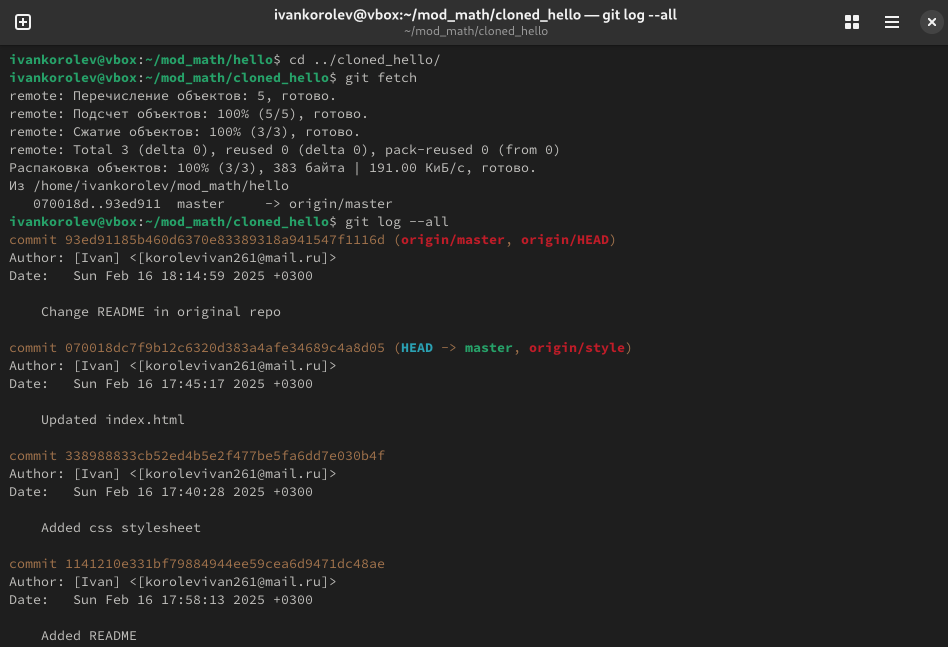 ivankorolev@vbox:~/mod_math/cloned_hello — git log --all
~/mod_math/cloned_hello
ivankorolev@vbox:~/mod_math/hello$ cd ../cloned_hello/
ivankorolev@vbox:~/mod_math/cloned_hello$ git fetch
remote: Перечисление объектов: 5, готово.
remote: Подсчет объектов: 100% (5/5), готово.
remote: Сжатие объектов: 100% (3/3), готово.
remote: Total 3 (delta 0), reused 0 (delta 0), pack-reused 0 (from 0)
Распаковка объектов: 100% (3/3), 383 байта | 191.00 КиБ/с, готово.
Из /home/ivankorolev/mod_math/hello
   070018d..93ed911  master     -> origin/master
ivankorolev@vbox:~/mod_math/cloned_hello$ git log --all
commit 93ed91185b460d6370e83389318a941547f1116d (origin/master, origin/HEAD)
Author: [Ivan] <[korolevivan261@mail.ru]>
Date:   Sun Feb 16 18:14:59 2025 +0300
    Change README in original repo
commit 070018dc7f9b12c6320d383a4afe34689c4a8d05 (HEAD -> master, origin/style)
Author: [Ivan] <[korolevivan261@mail.ru]>
Date:   Sun Feb 16 17:45:17 2025 +0300
    Updated index.html
commit 338988833cb52ed4b5e2f477be5fa6dd7e030b4f
Author: [Ivan] <[korolevivan261@mail.ru]>
Date:   Sun Feb 16 17:40:28 2025 +0300
    Added css stylesheet
commit 1141210e331bf79884944ee59cea6d9471dc48ae
Author: [Ivan] <[korolevivan261@mail.ru]>
Date:   Sun Feb 16 17:58:13 2025 +0300
    Added README